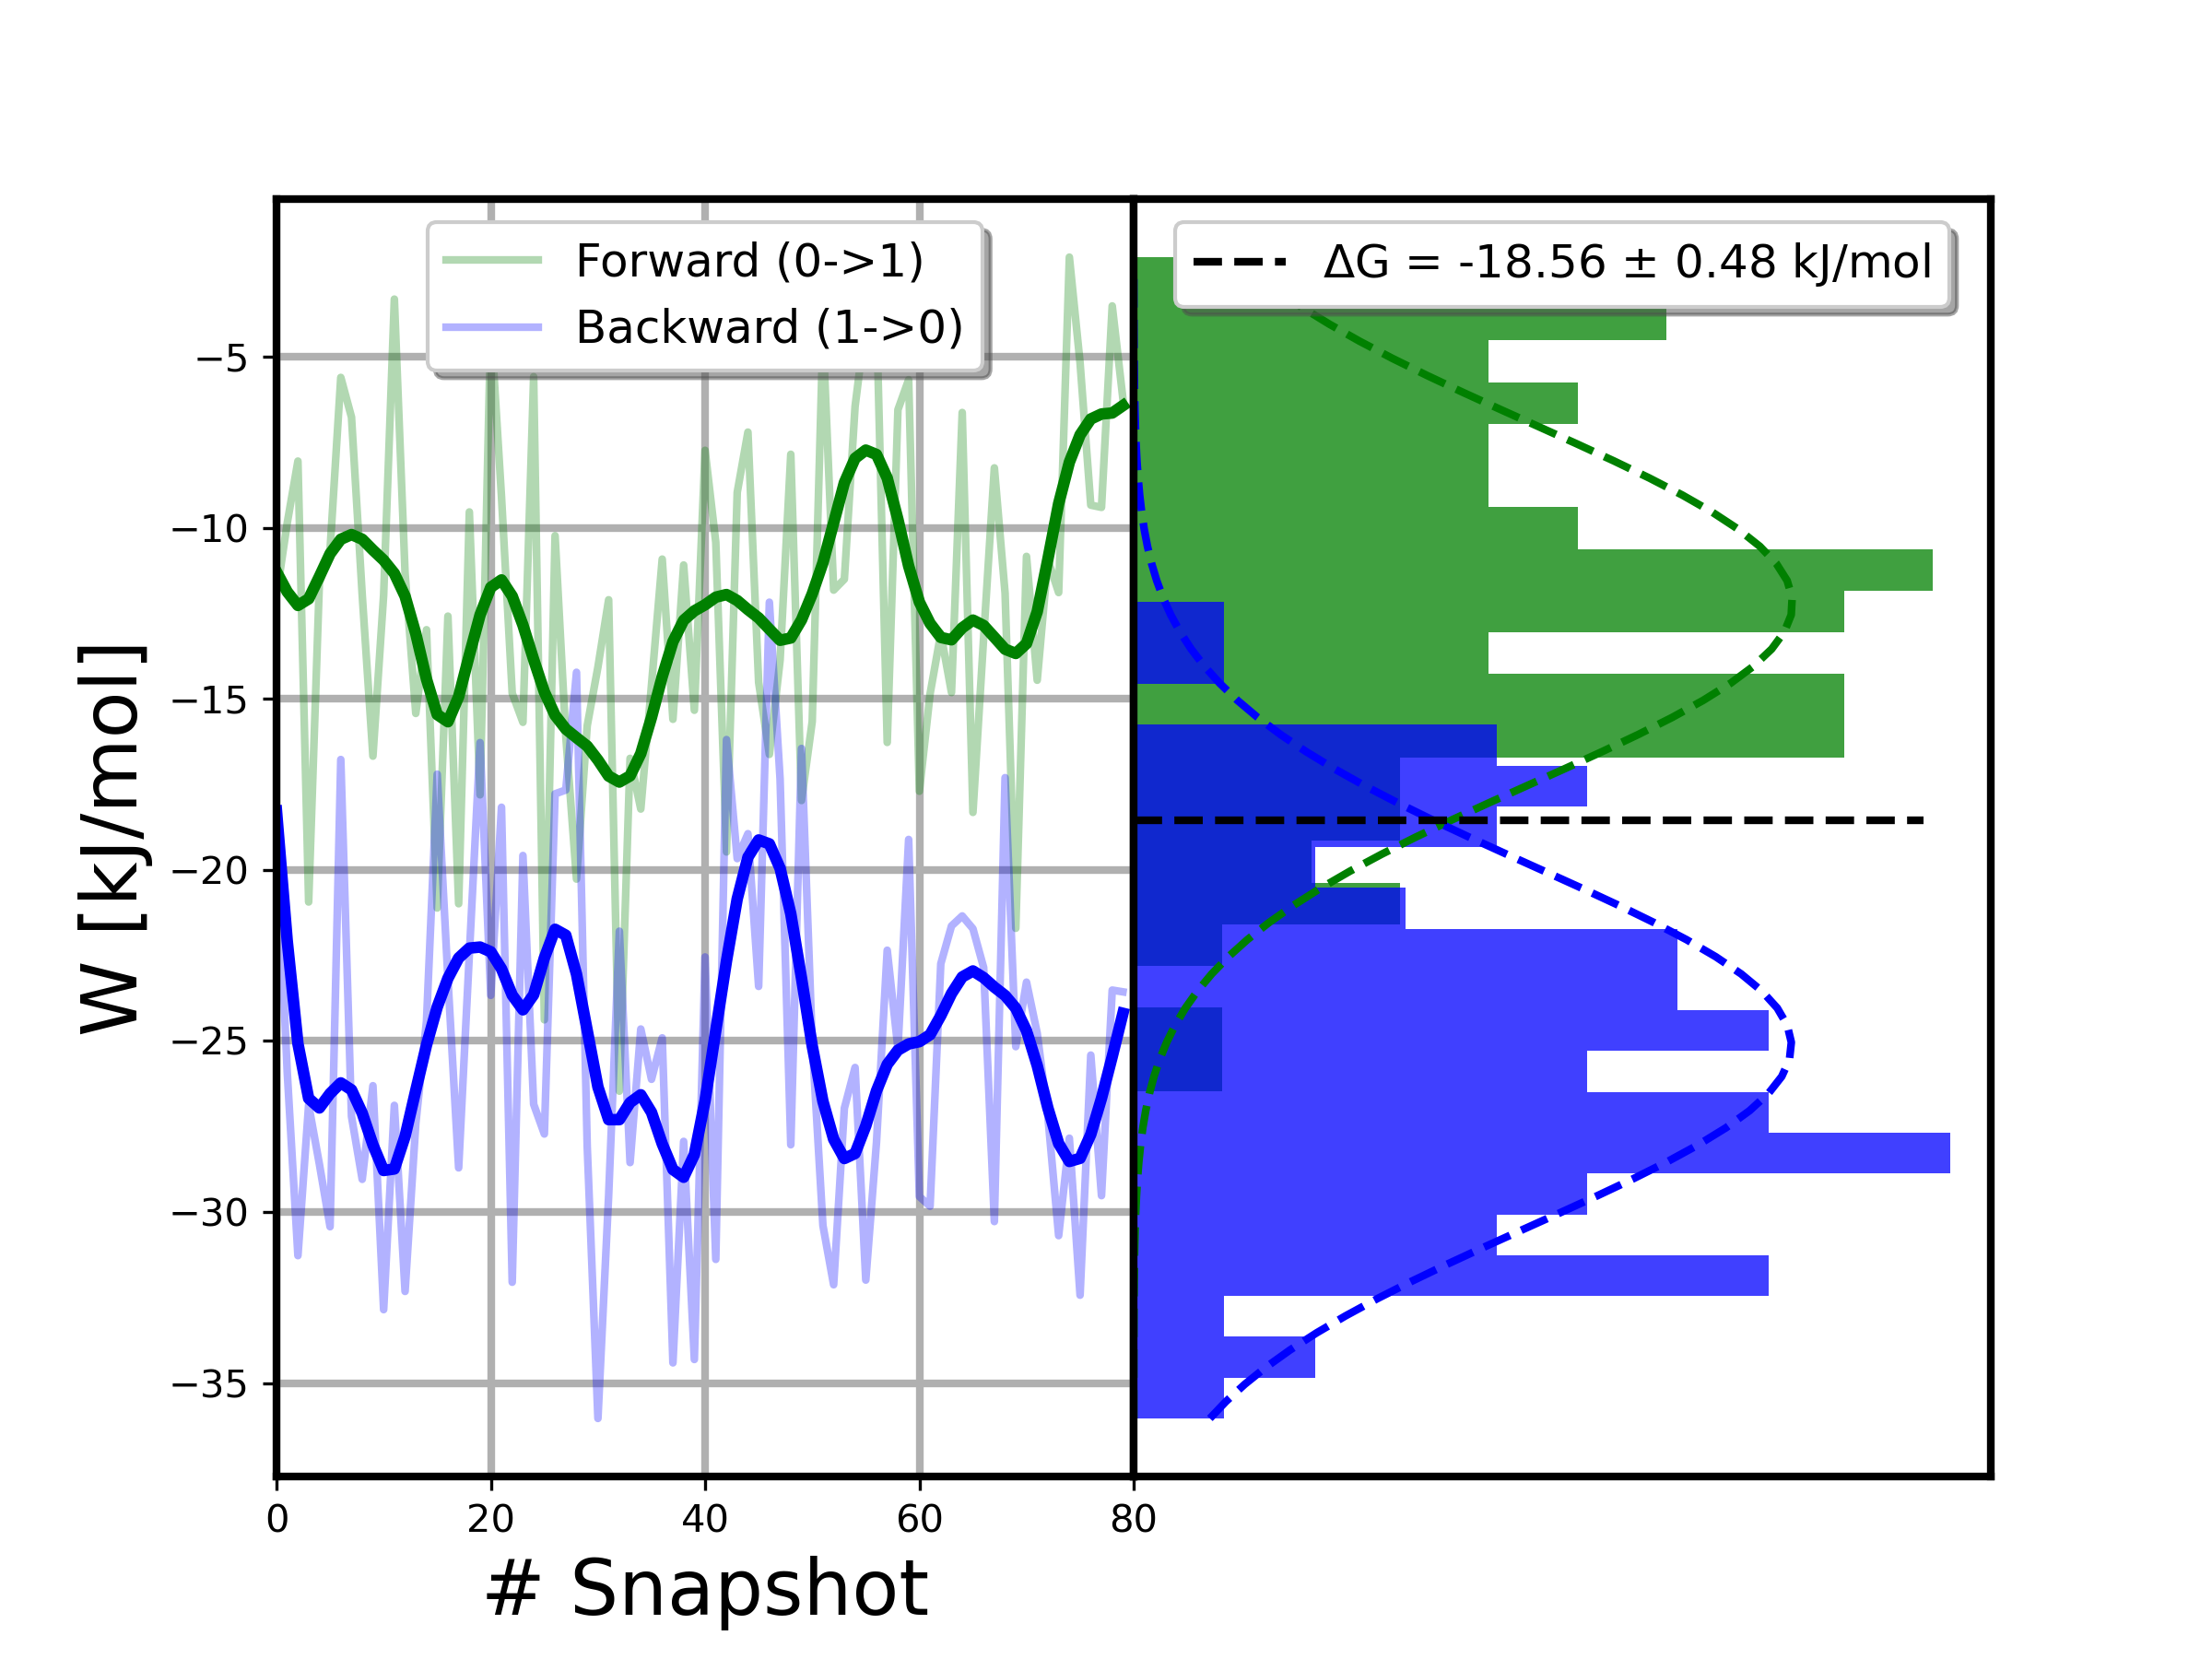 Forward (0->1)
Backward (1->0)
ΔG = -18.56 ± 0.48 kJ/mol
W [kJ/mol]
−5
−10
−15
−20
−25
−30
−35
0 20 40 60 80
# Snapshot